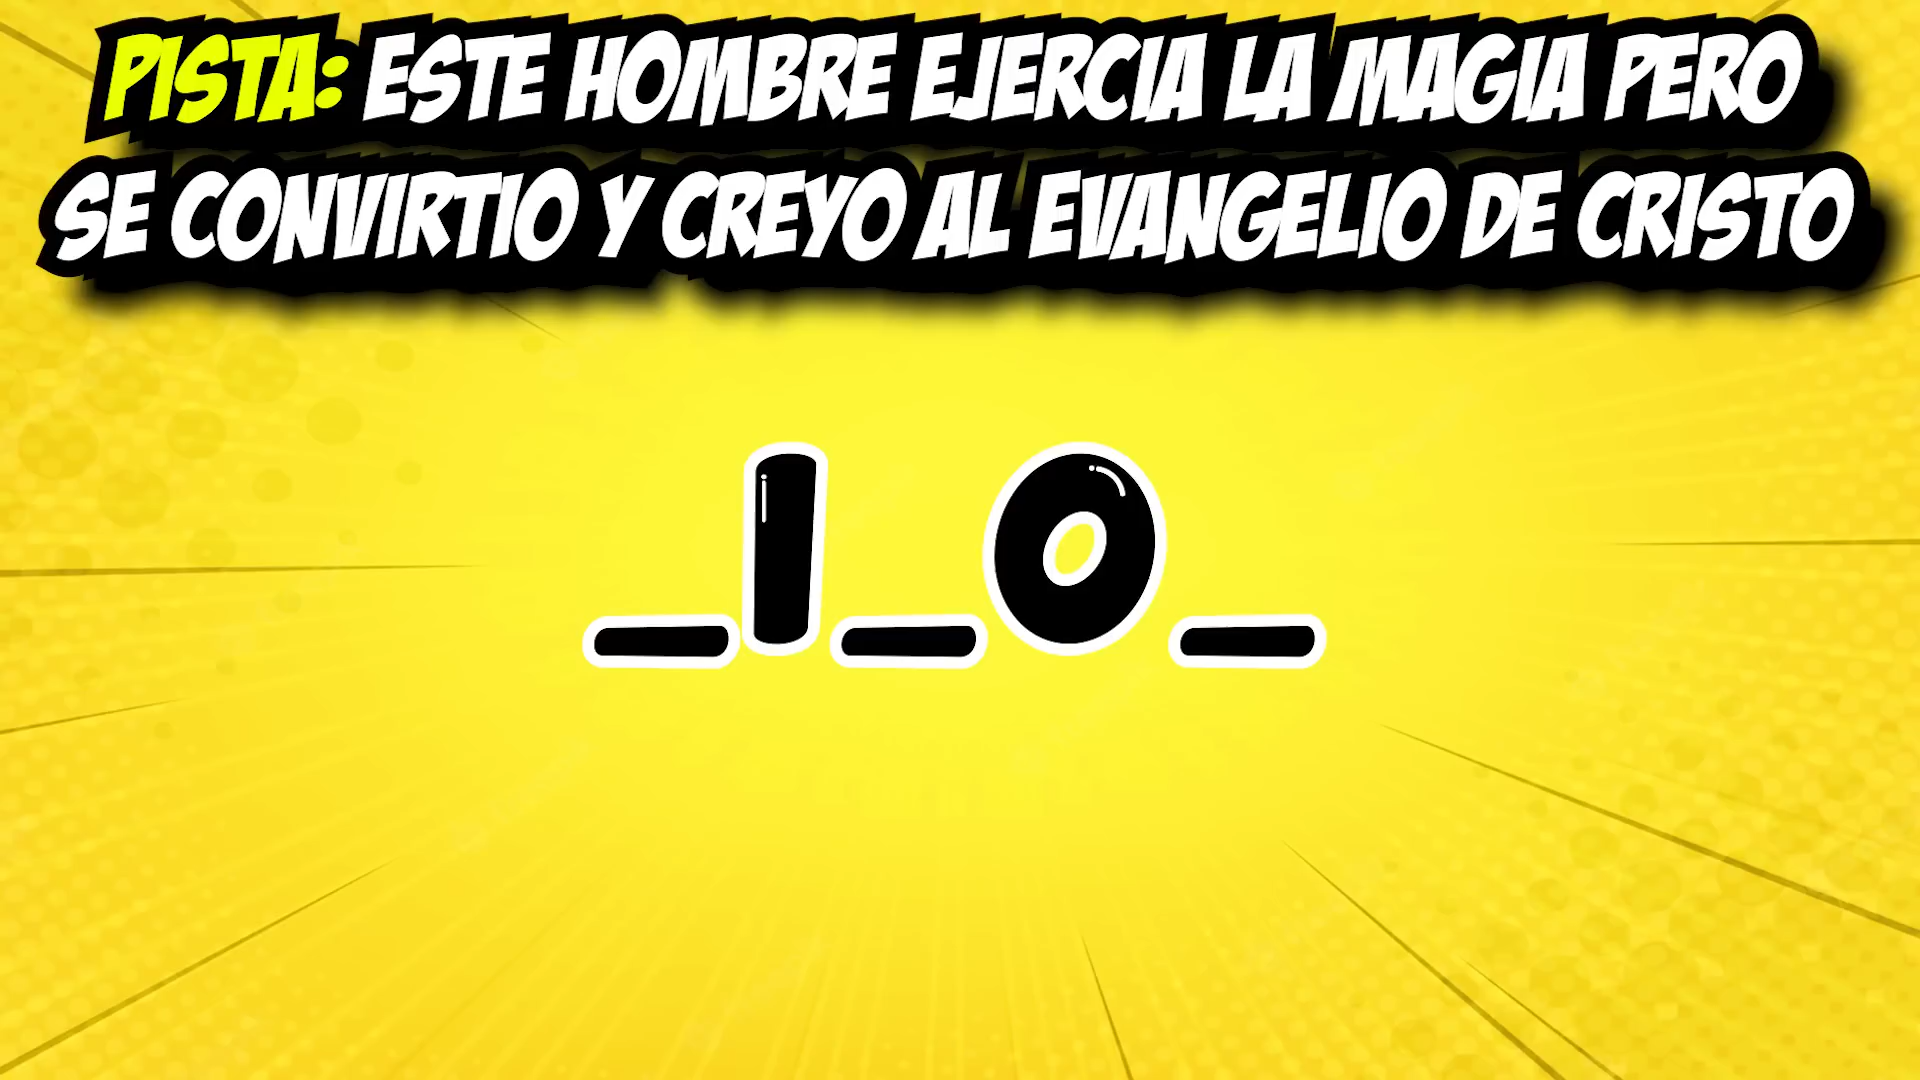 PISTA: ESTE HOMBRE EJERCIA LA MAGIA PERO
SE CONVIRTIO Y CREYO AL EVANGELIO DE CRISTO
_I_O_